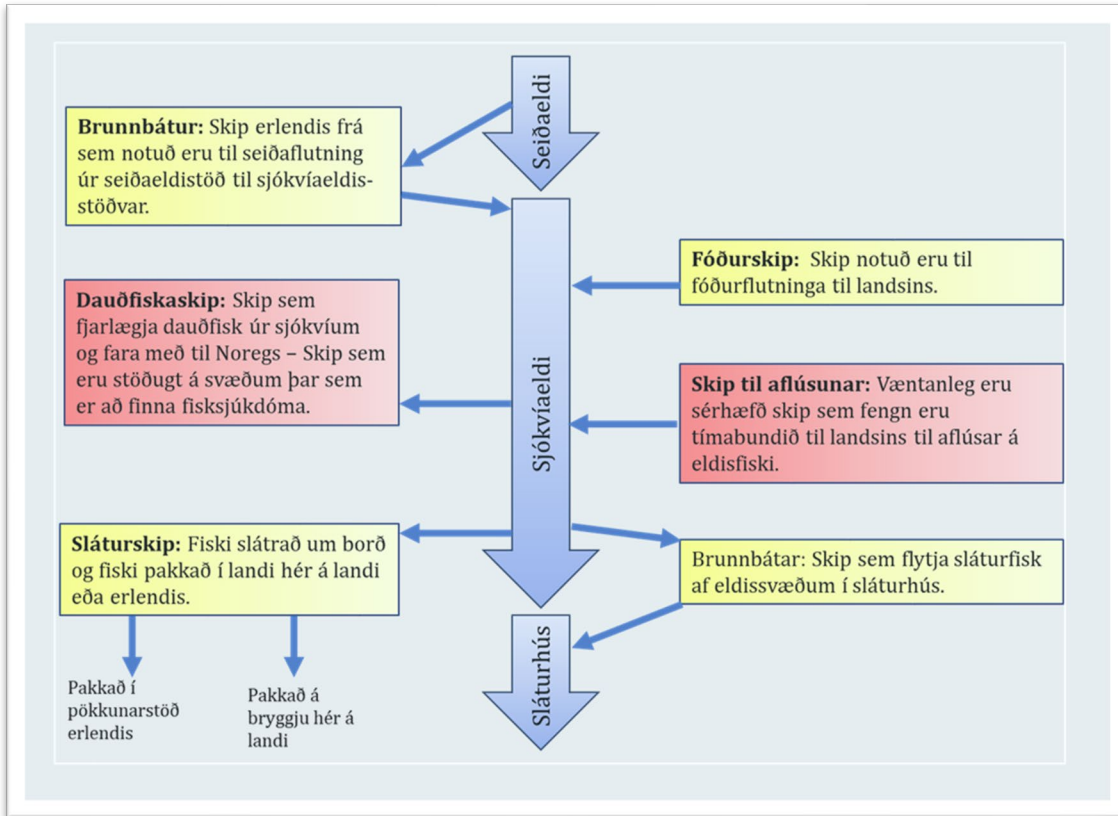 Seiðaeldi
Brunnbátur: Skip erlendis frá
sem notuð eru til seiðaflutning
úr seiðaeldistöð til sjókvíaeldis-
stöðvar.
Fóðurskip: Skip notuð eru til
fóðurflutninga til landsins.
Dauðfiskaskip: Skip sem
fjarlægja dauðfisk úr sjókvíum
og fara með til Noregs – Skip sem
eru stöðugt á svæðum þar sem
er að finna fisksjúkdóma.
Sjókvíaeldi
Skip til aflúsunar: Væntanleg eru
sérhæfð skip sem fengn eru
tímabundið til landsins til aflúsar á
eldisfiski.
Sláturskip: Fiski slátrað um borð
og fiski pakkað í landi hér á landi
eða erlendis.
Brunnbátar: Skip sem flytja sláturfisk
af eldissvæðum í sláturhús.
Sláturhús
Pakkað í
pökkunarstöð
erlendis
Pakkað á
bryggju hér á
landi